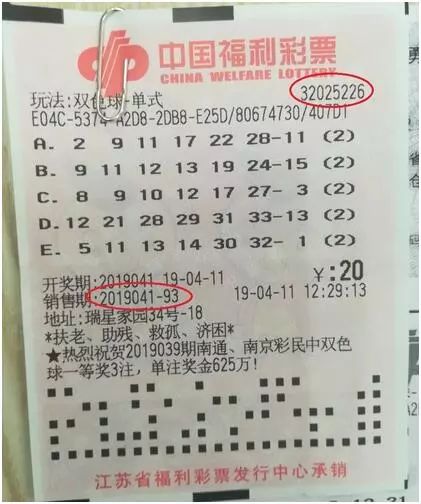 中国福利彩票
CHINA WELFARE LOTTERY
玩法:双色球-单式
32025226
E04C-5374-A2D8-2DB8-E25D/80674730/407D1
A. 2 9 11 17 22 28-11 (2)
B. 9 11 12 13 19 24-15 (2)
C. 8 9 10 12 17 27- 3 (2)
D. 12 21 28 29 31 33-13 (2)
E. 5 11 13 14 30 32- 1 (2)
开奖期:2019041 19-04-11
¥:20
销售期:2019041-93 19-04-11 12:29:13
地址:瑞星家园34号-18
*扶老、助残、救孤、济困*
★热烈祝贺2019039期南通、南京彩民中双色
球一等奖3注，单注奖金625万!
江苏省福利彩票发行中心承销